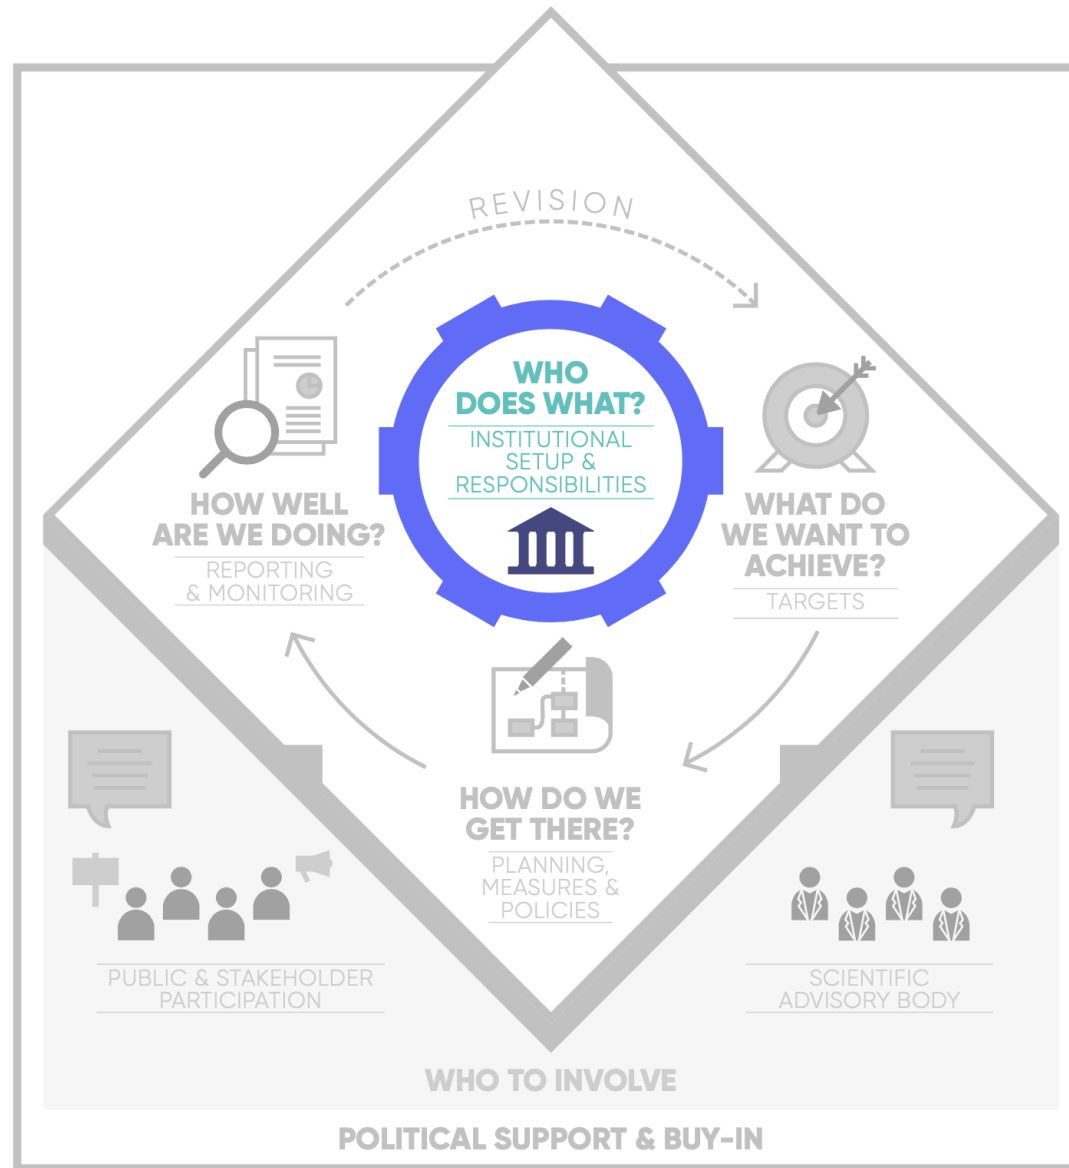 REVISION
WHO
DOES WHAT?
INSTITUTIONAL
SETUP &
RESPONSIBILITIES
HOW WELL
ARE WE DOING?
REPORTING
& MONITORING
WHAT DO
WE WANT TO
ACHIEVE?
TARGETS
HOW DO WE
GET THERE?
PLANNING,
MEASURES &
POLICIES
PUBLIC & STAKEHOLDER
PARTICIPATION
SCIENTIFIC
ADVISORY BODY
WHO TO INVOLVE
POLITICAL SUPPORT & BUY-IN